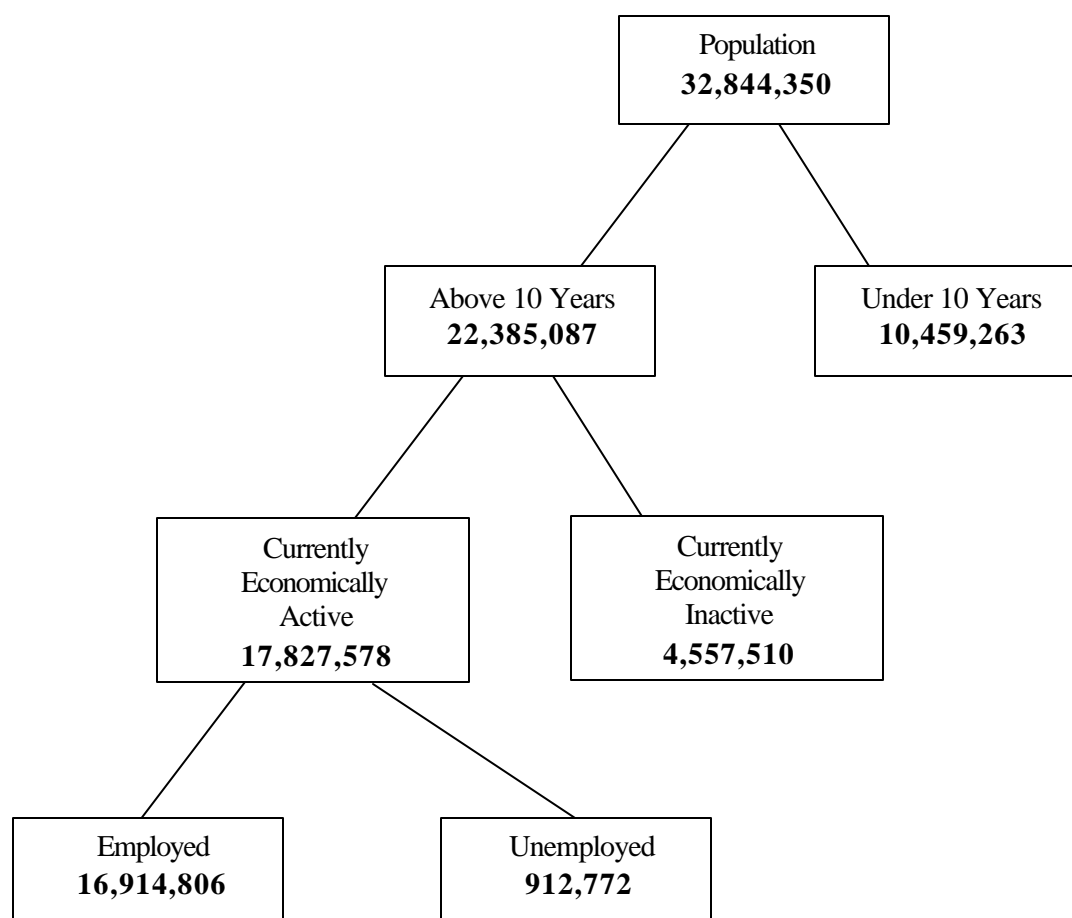 Population
32,844,350
Above 10 Years
22,385,087
Under 10 Years
10,459,263
Currently
Economically
Active
17,827,578
Currently
Economically
Inactive
4,557,510
Employed
16,914,806
Unemployed
912,772